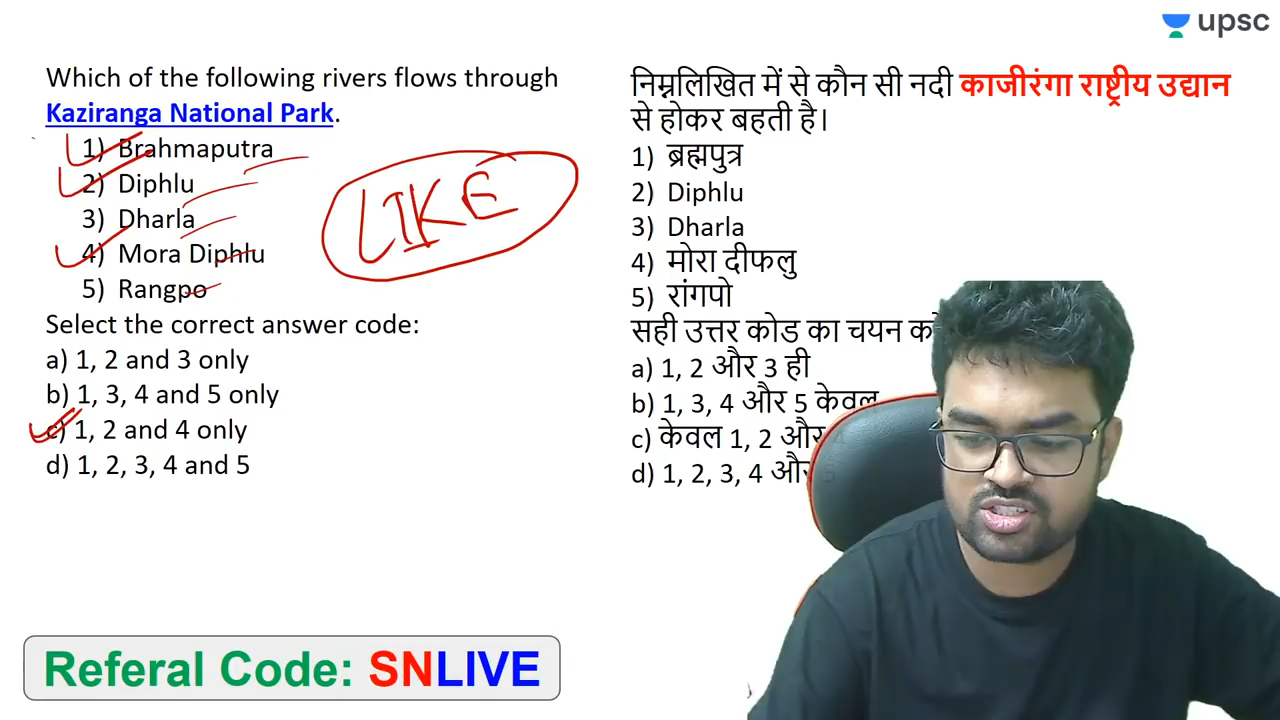 upsc
Which of the following rivers flows through
Kaziranga National Park.
1) Brahmaputra
2) Diphlu
3) Dharla
4) Mora Diphlu
5) Rangpo
Select the correct answer code:
a) 1, 2 and 3 only
b) 1, 3, 4 and 5 only
c) 1, 2 and 4 only
d) 1, 2, 3, 4 and 5
LIKE
निम्नलिखित में से कौन सी नदी काजीरंगा राष्ट्रीय उद्यान
से होकर बहती है।
1) ब्रह्मपुत्र
2) Diphlu
3) Dharla
4) मोरा दीफलु
5) रांगपो
सही उत्तर कोड का चयन
a) 1, 2 और 3 ही
b) 1, 3, 4 और 5 केवल
c) केवल 1, 2 और 4
d) 1, 2, 3, 4 और 5
Referal Code: SNLIVE